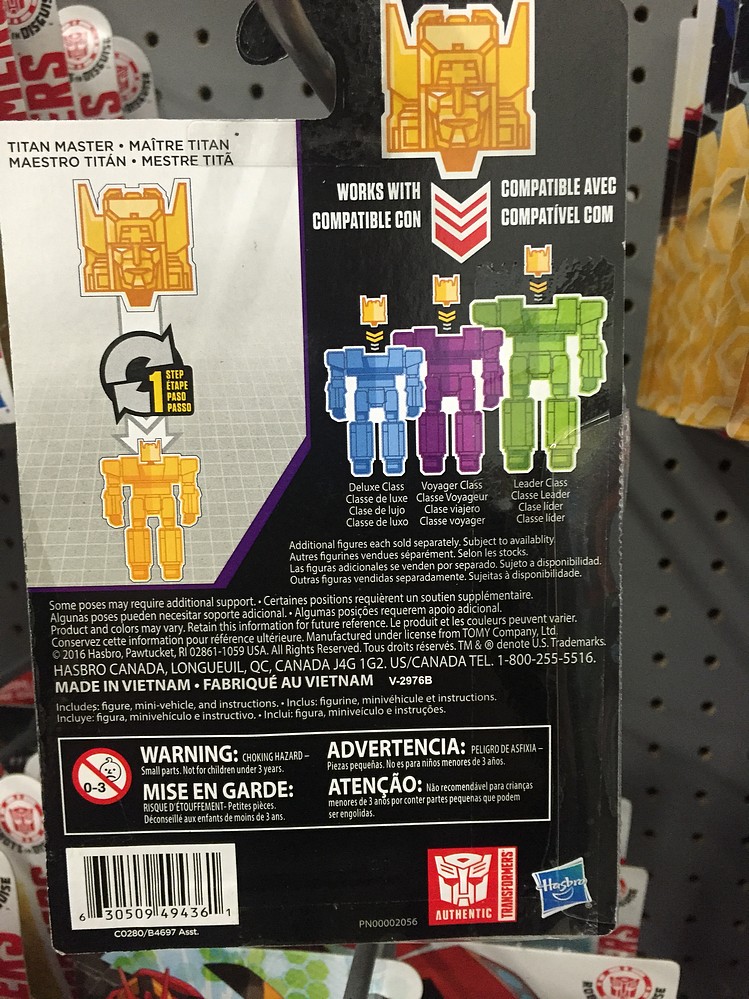 TITAN MASTER • MAÎTRE TITAN
MAESTRO TITÁN • MESTRE TITÃ
WORKS WITH
COMPATIBLE CON
COMPATIBLE AVEC
COMPATÍVEL COM
1 STEP
ÉTAPE
PASO
PASSO
Deluxe Class
Classe de luxe
Clase de lujo
Classe de luxo
Voyager Class
Classe Voyageur
Clase viajero
Classe voyager
Leader Class
Classe Leader
Clase líder
Classe líder
Additional figures each sold separately. Subject to availability.
Autres figurines vendues séparément. Selon les stocks.
Las figuras adicionales se venden por separado. Sujeto a disponibilidad.
Outras figuras vendidas separadamente. Sujeitas à disponibilidade.
Some poses may require additional support. • Certaines positions requièrent un soutien supplémentaire.
Algunas poses pueden necesitar soporte adicional. • Algumas posições requerem apoio adicional.
Product and colors may vary. Retain this information for future reference. Le produit et les couleurs peuvent varier.
Conservez cette information pour référence ultérieure. Manufactured under license from TOMY Company, Ltd.
© 2016 Hasbro, Pawtucket, RI 02861-1059 USA. All Rights Reserved. Tous droits réservés. TM & ® denote U.S. Trademarks.
HASBRO CANADA, LONGUEUIL, QC, CANADA J4G 1G2. US/CANADA TEL. 1-800-255-5516.
MADE IN VIETNAM • FABRIQUÉ AU VIETNAM V-2976B
Includes: figure, mini-vehicle, and instructions. • Inclus: figurine, minivéhicule et instructions.
Incluye: figura, minivehículo e instructivo. • Inclui: figura, miniveículo e instruções.
0-3
WARNING: CHOKING HAZARD –
Small parts. Not for children under 3 years.
MISE EN GARDE:
RISQUE D'ÉTOUFFEMENT- Petites pièces.
Déconseillé aux enfants de moins de 3 ans.
ADVERTENCIA: PELIGRO DE ASFIXIA –
Piezas pequeñas. No es para niños menores de 3 años.
ATENÇÃO: Não recomendável para crianças
menores de 3 anos por conter partes pequenas que podem
ser engolidas.
6 30509 49436 1
C0280/B4697 Asst.
PN00002056
AUTHENTIC
TRANSFORMERS
Hasbro